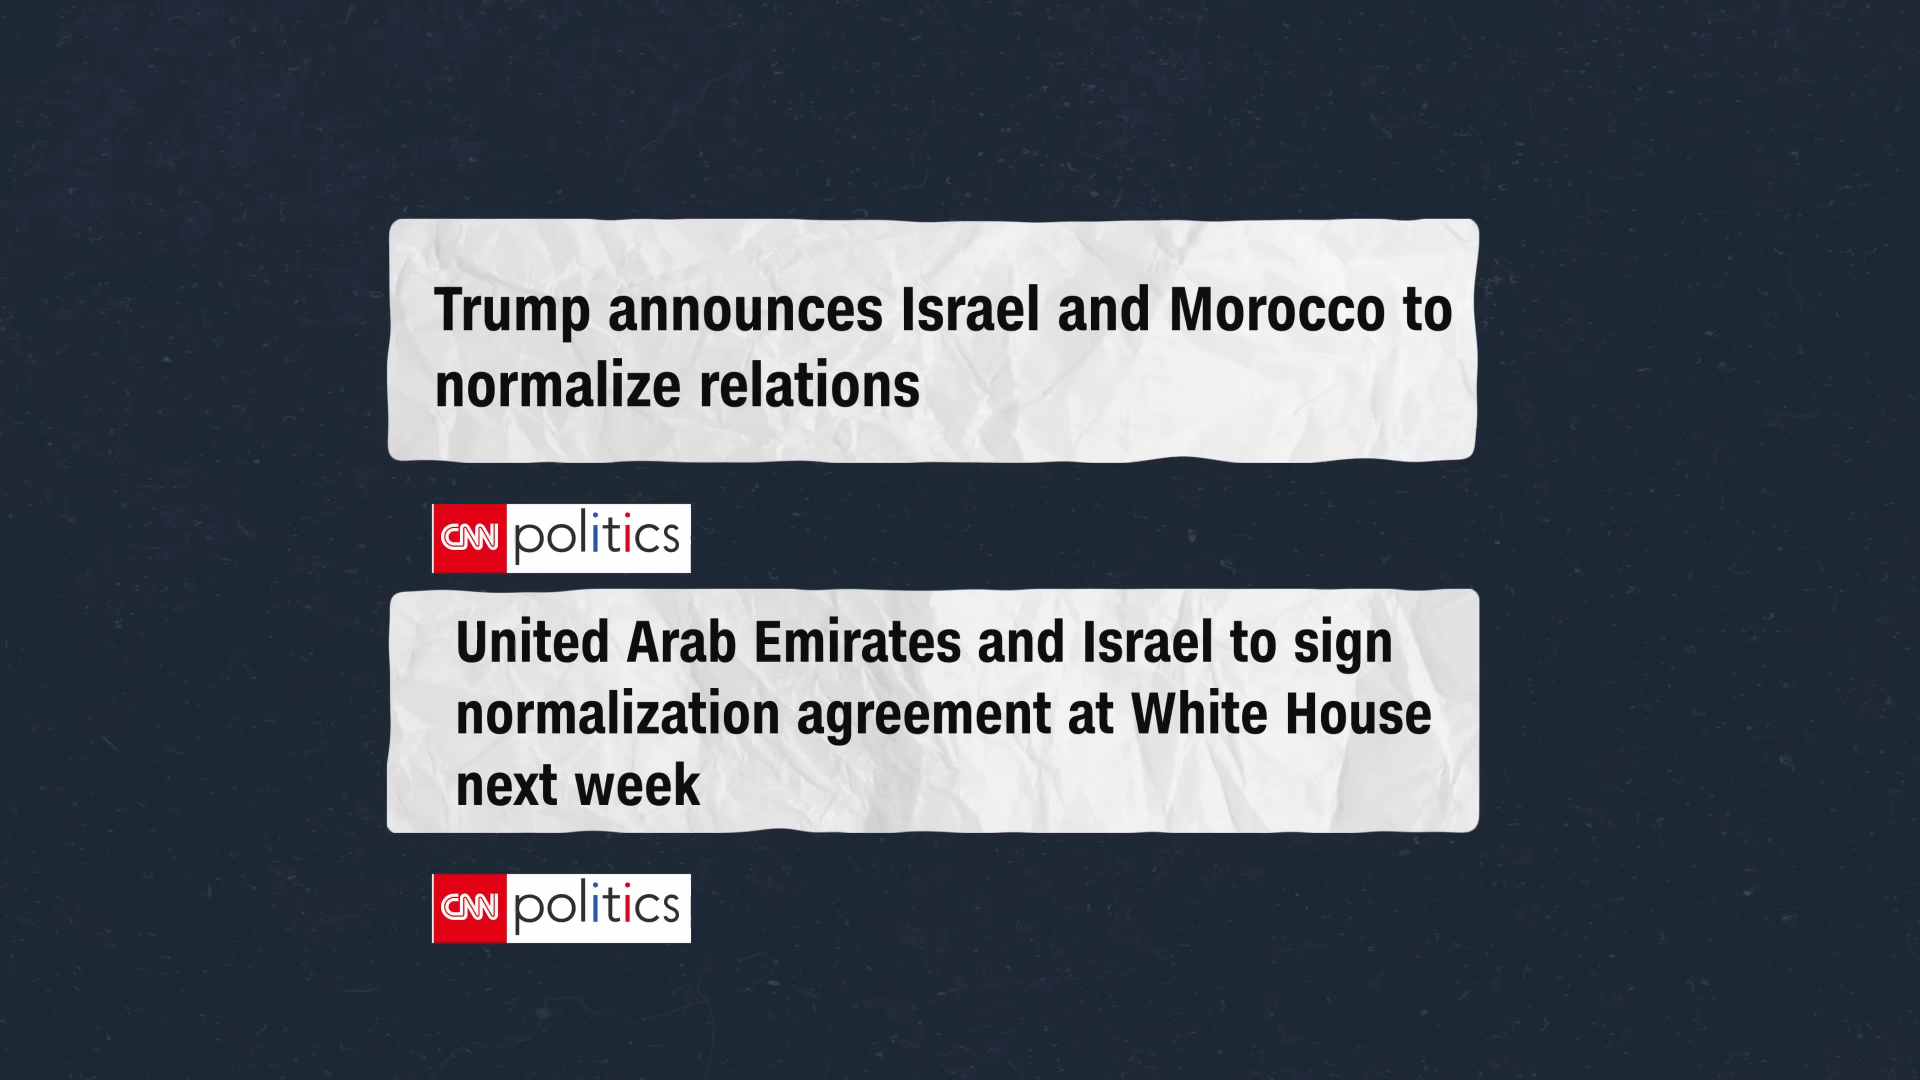 Trump announces Israel and Morocco to
normalize relations
CNN politics
United Arab Emirates and Israel to sign
normalization agreement at White House
next week
CNN politics